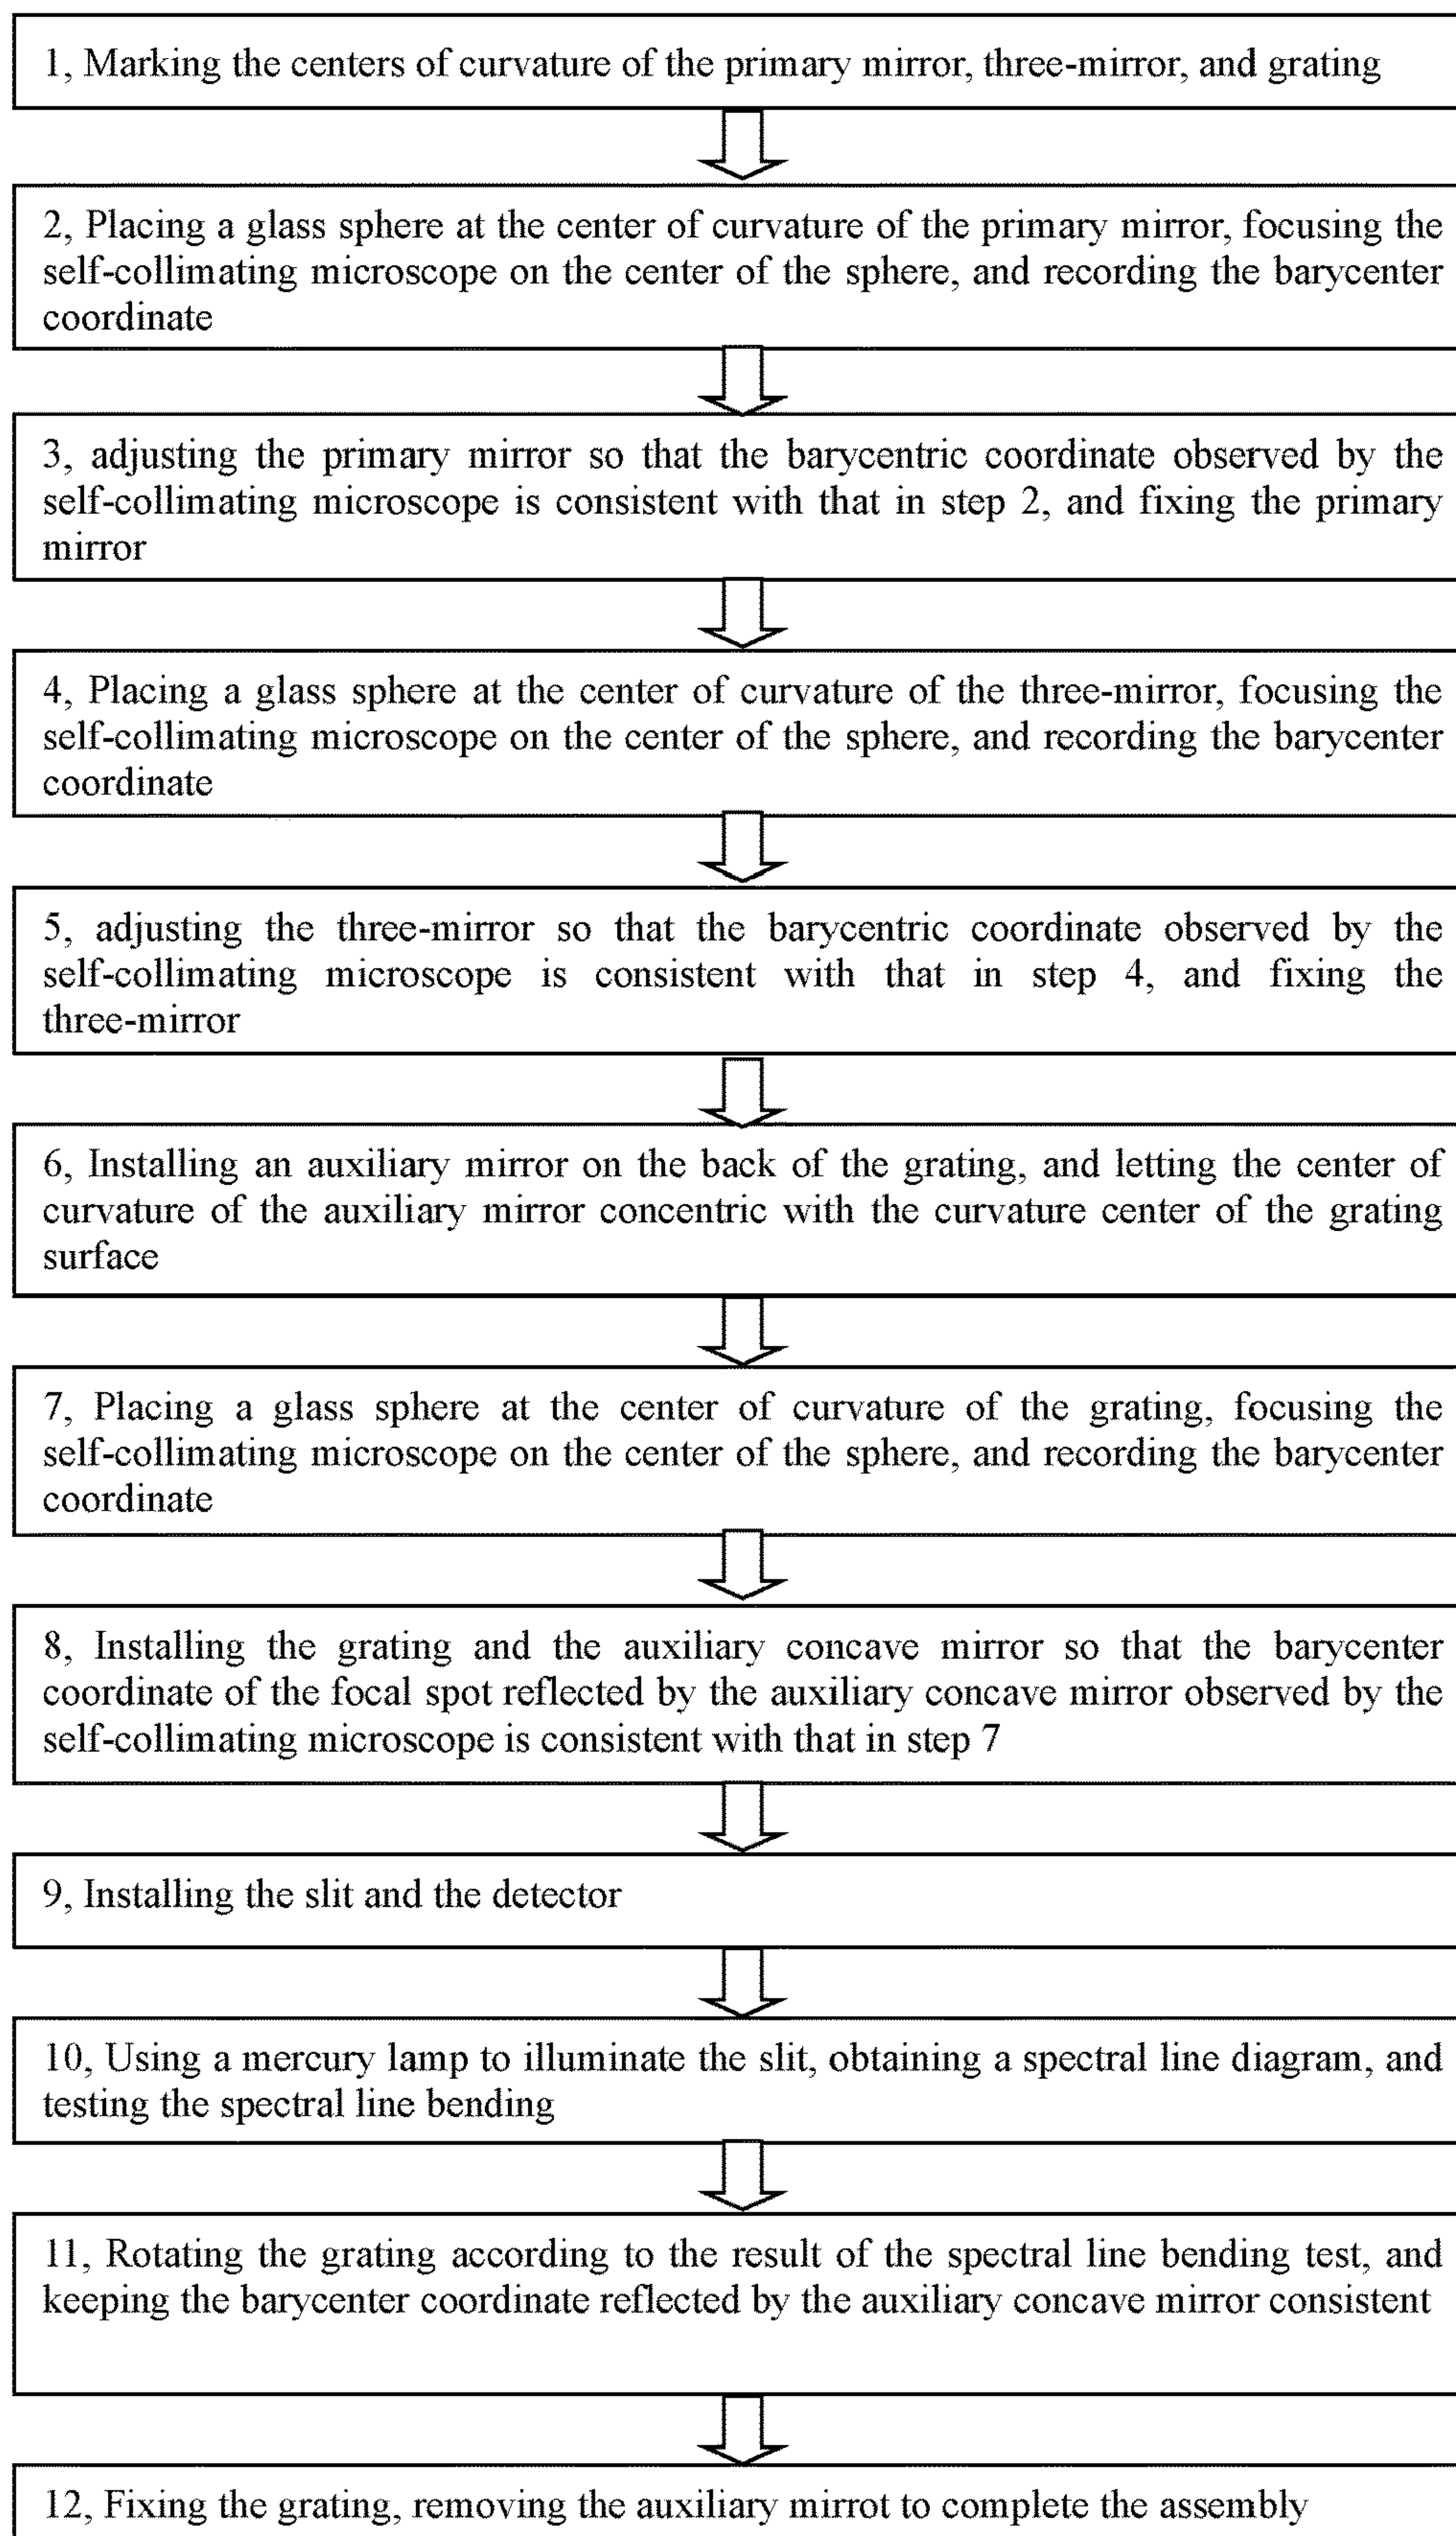 1, Marking the centers of curvature of the primary mirror, three-mirror, and grating
2, Placing a glass sphere at the center of curvature of the primary mirror, focusing the
self-collimating microscope on the center of the sphere, and recording the barycenter
coordinate
3, adjusting the primary mirror so that the barycentric coordinate observed by the
self-collimating microscope is consistent with that in step 2, and fixing the primary
mirror
4, Placing a glass sphere at the center of curvature of the three-mirror, focusing the
self-collimating microscope on the center of the sphere, and recording the barycenter
coordinate
5, adjusting the three-mirror so that the barycentric coordinate observed by the
self-collimating microscope is consistent with that in step 4, and fixing the
three-mirror
6, Installing an auxiliary mirror on the back of the grating, and letting the center of
curvature of the auxiliary mirror concentric with the curvature center of the grating
surface
7, Placing a glass sphere at the center of curvature of the grating, focusing the
self-collimating microscope on the center of the sphere, and recording the barycenter
coordinate
8, Installing the grating and the auxiliary concave mirror so that the barycenter
coordinate of the focal spot reflected by the auxiliary concave mirror observed by the
self-collimating microscope is consistent with that in step 7
9, Installing the slit and the detector
10, Using a mercury lamp to illuminate the slit, obtaining a spectral line diagram, and
testing the spectral line bending
11, Rotating the grating according to the result of the spectral line bending test, and
keeping the barycenter coordinate reflected by the auxiliary concave mirror consistent
12, Fixing the grating, removing the auxiliary mirrot to complete the assembly